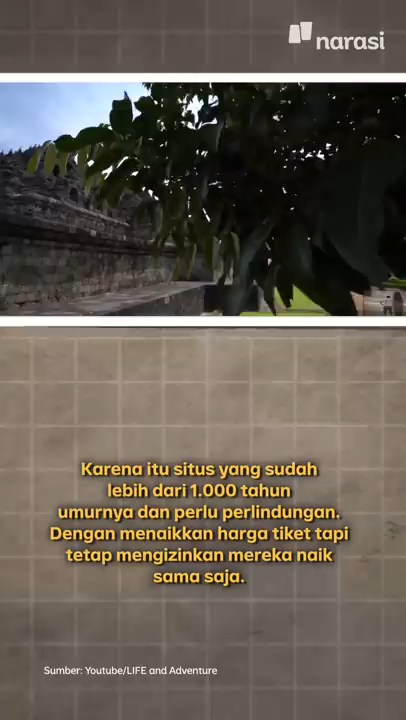 narasi
Karena itu situs yang sudah
lebih dari 1.000 tahun
umurnya dan perlu perlindungan.
Dengan menaikkan harga tiket tapi
tetap mengizinkan mereka naik
sama saja.
Sumber: Youtube/LIFE and Adventure